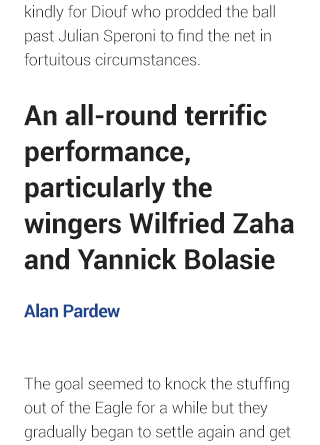 kindly for Diouf who prodded the ball
past Julian Speroni to find the net in
fortuitous circumstances.
An all-round terrific
performance,
particularly the
wingers Wilfried Zaha
and Yannick Bolasie
Alan Pardew
The goal seemed to knock the stuffing
out of the Eagle for a while but they
gradually began to settle again and get